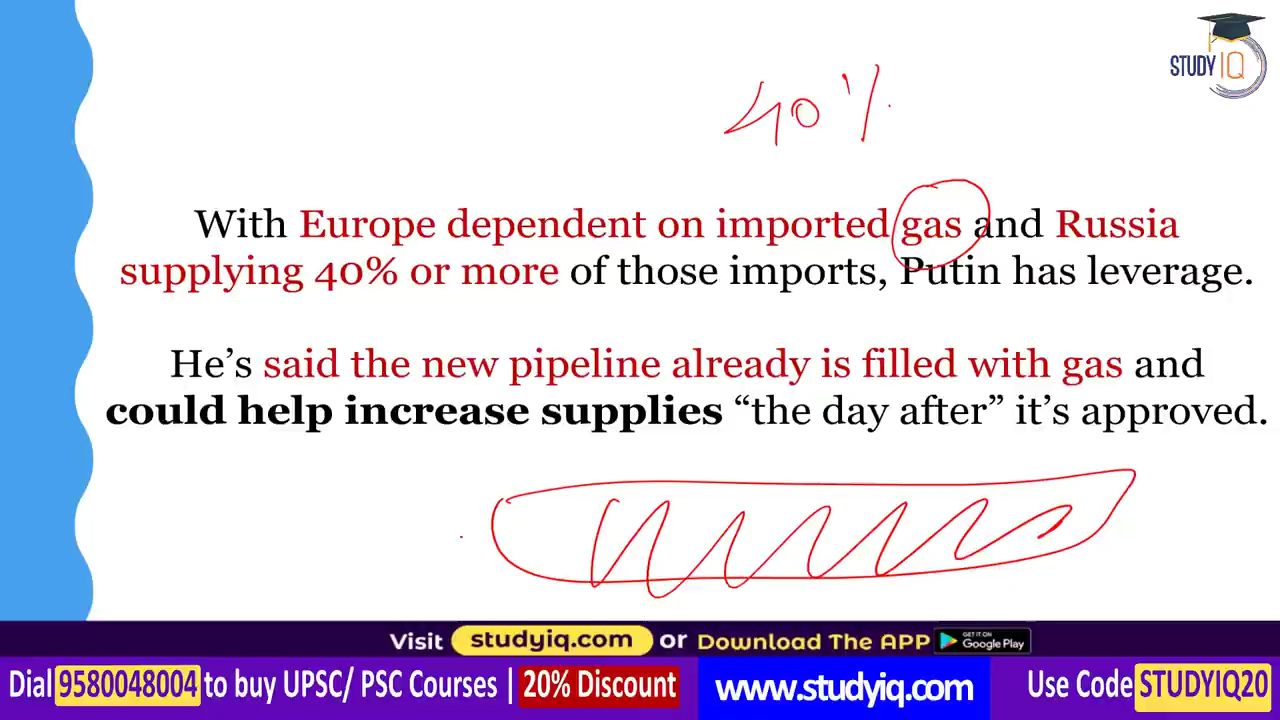 STUDY IQ
40%
With Europe dependent on imported gas and Russia
supplying 40% or more of those imports, Putin has leverage.
He’s said the new pipeline already is filled with gas and
could help increase supplies “the day after” it’s approved.
Visit studyiq.com or Download The APP GET IT ON Google Play
Dial 9580048004 to buy UPSC/ PSC Courses | 20% Discount www.studyiq.com Use Code STUDYIQ20